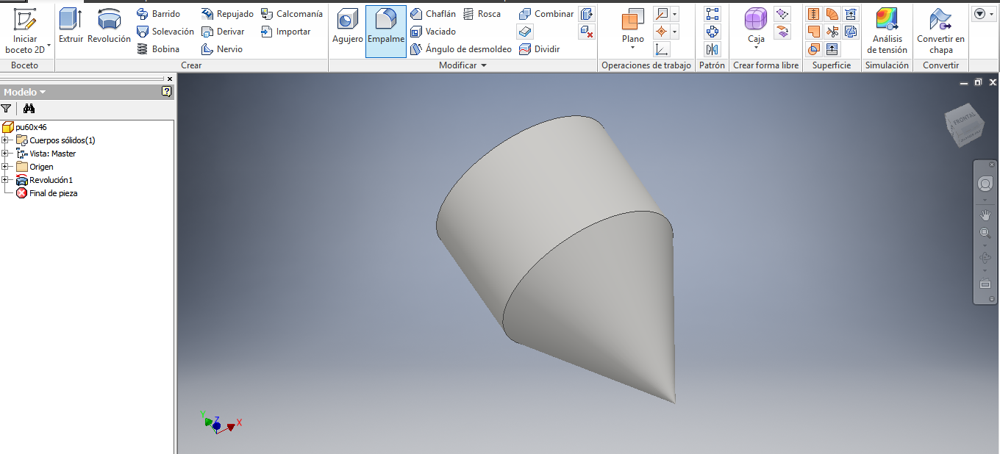 Iniciar
boceto 2D
Extruir
Revolución
Barrido
Solevación
Bobina
Repujado
Derivar
Nervio
Calcomanía
Importar
Agujero
Empalme
Chaflán
Vaciado
Ángulo de desmoldeo
Rosca
Combinar
Dividir
Plano
Caja
Análisis
de tensión
Convertir en
chapa
Boceto
Crear
Modificar
Operaciones de trabajo
Patrón
Crear forma libre
Superficie
Simulación
Convertir
Modelo
pu60x46
Cuerpos sólidos(1)
Vista: Master
Origen
Revolución1
Final de pieza
FRONTAL
Y
Z
X